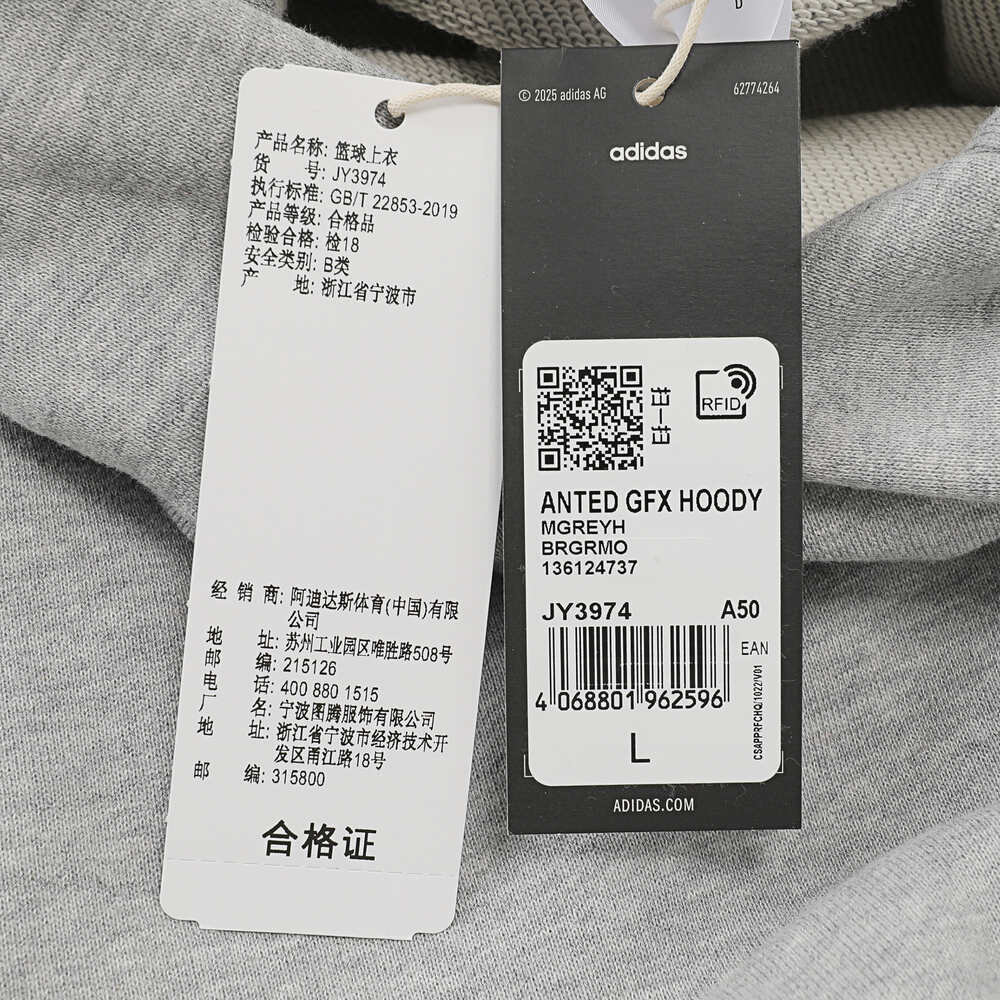 产品名称: 篮球上衣
货 号: JY3974
执行标准: GB/T 22853-2019
产品等级: 合格品
检验合格: 检18
安全类别: B类
产 地: 浙江省宁波市
经 销 商: 阿迪达斯体育(中国)有限
公司
地 址: 苏州工业园区唯胜路508号
邮 编: 215126
电 话: 400 880 1515
厂 名: 宁波图腾服饰有限公司
地 址: 浙江省宁波市经济技术开
发区甬江路18号
邮 编: 315800
合格证
D
© 2025 adidas AG
62774264
adidas
扫一扫
RFID
ANTED GFX HOODY
MGREYH
BRGRMO
136124737
JY3974 A50
EAN
4 068801 962596
CSAPPRFCHQ/1022/V01
L
ADIDAS.COM